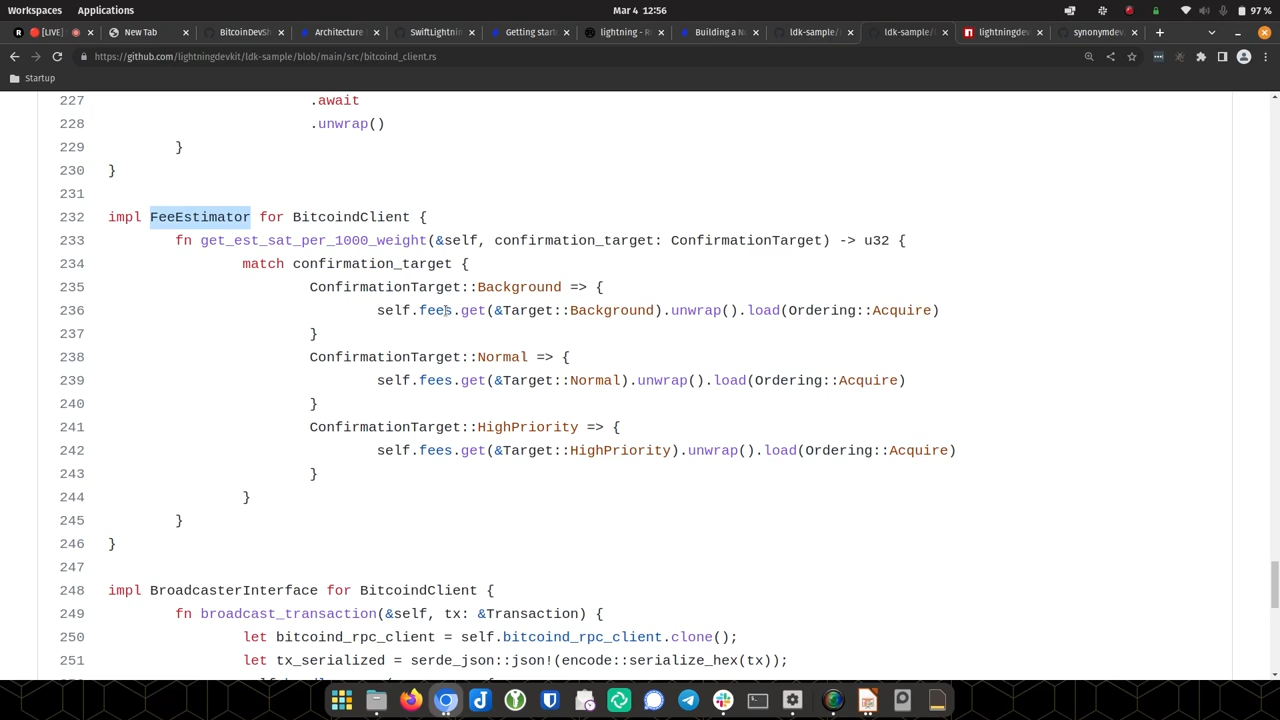 Workspaces Applications Mar 4 12:56 97 %
[LIVE] New Tab BitcoinDevSh Architecture SwiftLightnin Getting starte lightning - R Building a No ldk-sample/ ldk-sample/l lightningdev synonymdev
https://github.com/lightningdevkit/ldk-sample/blob/main/src/bitcoind_client.rs
Startup
227 .await
228 .unwrap()
229 }
230 }
231
232 impl FeeEstimator for BitcoindClient {
233 fn get_est_sat_per_1000_weight(&self, confirmation_target: ConfirmationTarget) -> u32 {
234 match confirmation_target {
235 ConfirmationTarget::Background => {
236 self.fees.get(&Target::Background).unwrap().load(Ordering::Acquire)
237 }
238 ConfirmationTarget::Normal => {
239 self.fees.get(&Target::Normal).unwrap().load(Ordering::Acquire)
240 }
241 ConfirmationTarget::HighPriority => {
242 self.fees.get(&Target::HighPriority).unwrap().load(Ordering::Acquire)
243 }
244 }
245 }
246 }
247
248 impl BroadcasterInterface for BitcoindClient {
249 fn broadcast_transaction(&self, tx: &Transaction) {
250 let bitcoind_rpc_client = self.bitcoind_rpc_client.clone();
251 let tx_serialized = serde_json::json!(encode::serialize_hex(tx));